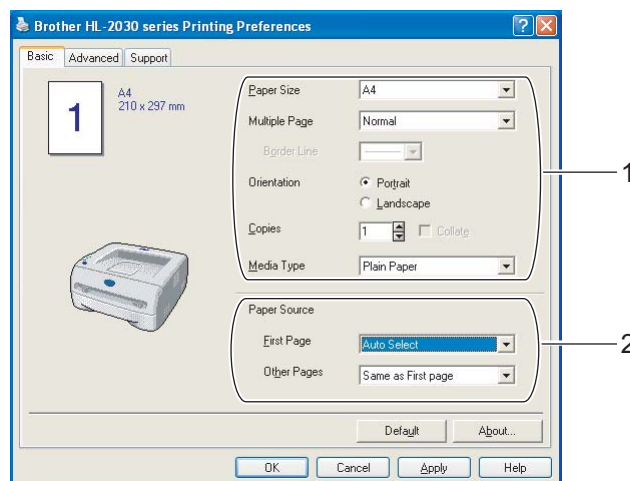 Brother HL-2030 series Printing Preferences
Basic Advanced Support
1
A4
210 x 297 mm
Paper Size A4
Multiple Page Normal
Border Line
Orientation Portrait
Landscape
Copies 1 Collate
Media Type Plain Paper
1
Paper Source
First Page Auto Select
Other Pages Same as First page
2
Default About...
OK Cancel Apply Help